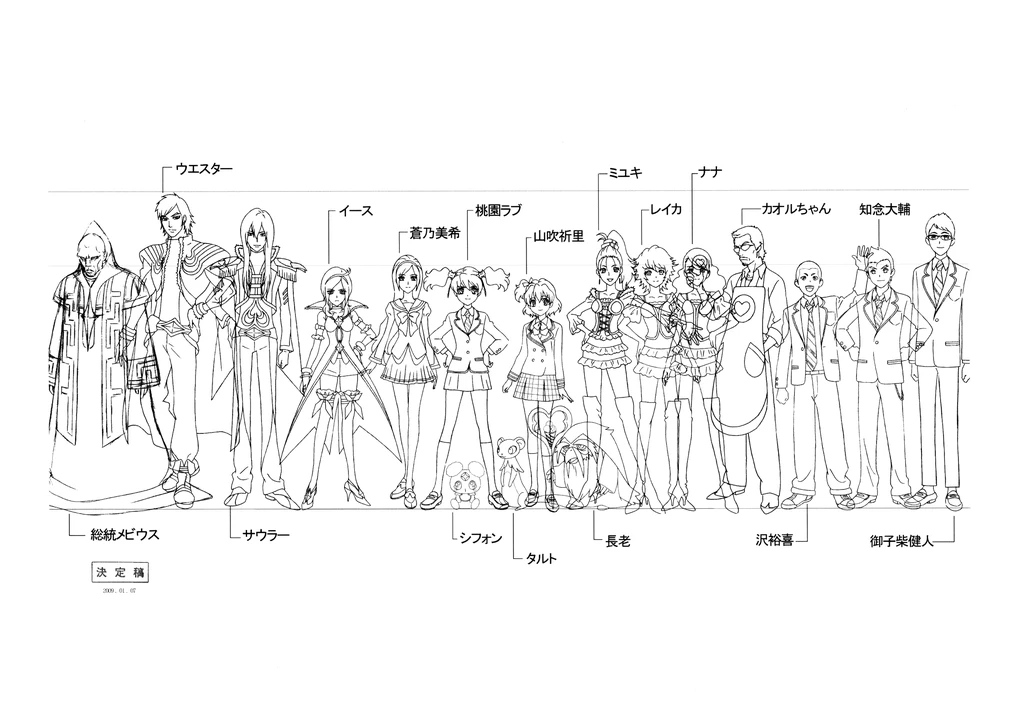 ウエスター
ミユキ
ナナ
イース
桃園ラブ
レイカ
カオルちゃん
知念大輔
蒼乃美希
山吹祈里
総統メビウス
サウラー
シフォン
長老
沢裕喜
御子柴健人
タルト
決定稿
2009.01.07